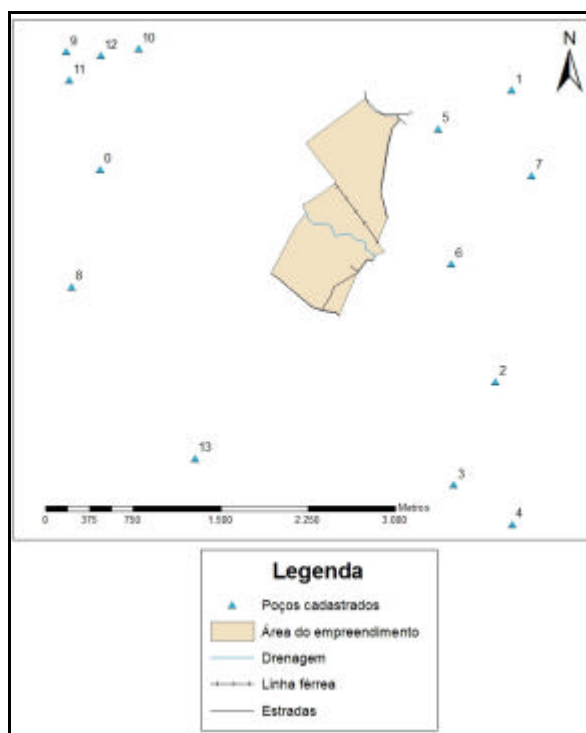 9
12
10
11
N
1
5
0
7
6
8
2
13
3
Metros
0 375 750 1.500 2.250 3.000
4
Legenda
Poços cadastrados
Área do empreendimento
Drenagem
Linha férrea
Estradas